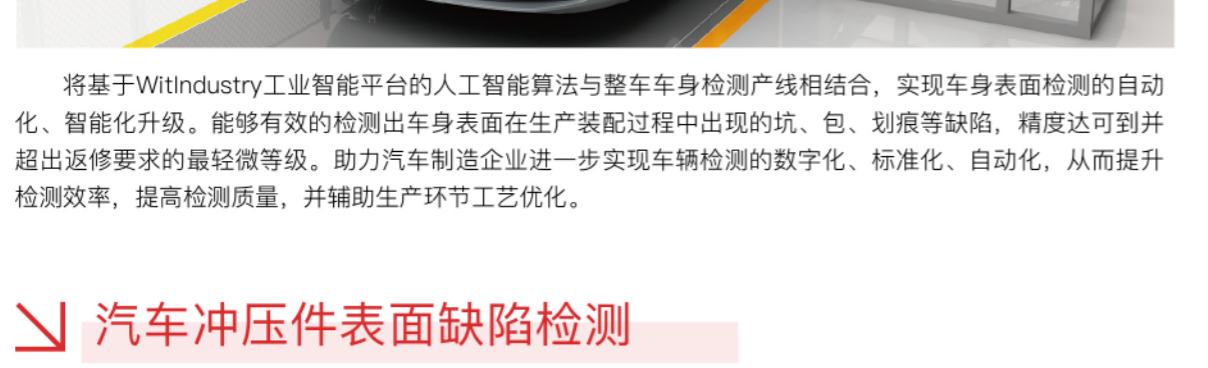 将基于WitIndustry工业智能平台的人工智能算法与整车车身检测产线相结合，实现车身表面检测的自动
化、智能化升级。能够有效的检测出车身表面在生产装配过程中出现的坑、包、划痕等缺陷，精度达可到并
超出返修要求的最轻微等级。助力汽车制造企业进一步实现车辆检测的数字化、标准化、自动化，从而提升
检测效率，提高检测质量，并辅助生产环节工艺优化。
汽车冲压件表面缺陷检测